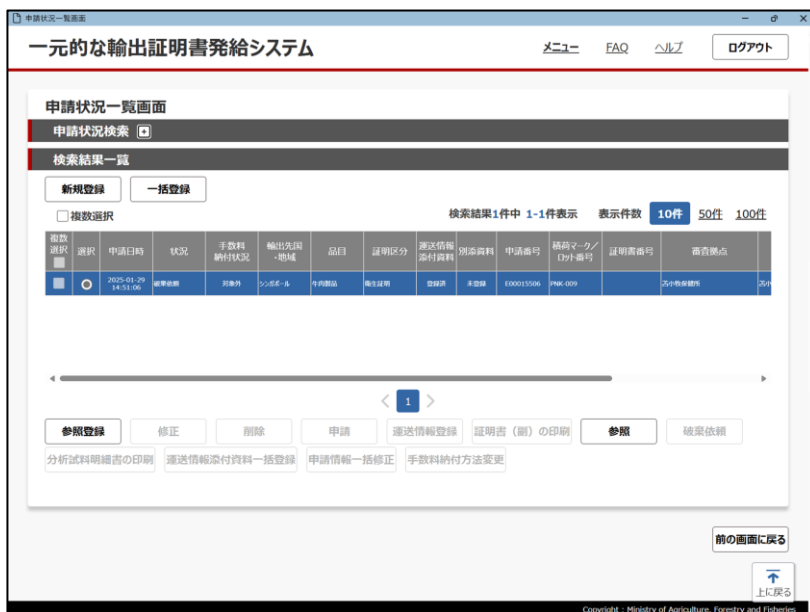 申請状況一覧画面
一元的な輸出証明書発給システム
メニュー FAQ ヘルプ ログアウト
申請状況一覧画面
申請状況検索
検索結果一覧
新規登録 一括登録
複数選択
検索結果1件中 1-1件表示 表示件数 10件 50件 100件
複数選択 選択 申請日時 状況 手数料納付状況 輸出先国・地域 品目 証明区分 運送情報添付資料 別添資料 申請番号 積荷マーク/ロット番号 証明書番号 審査拠点
2025-01-29 14:51:06 破棄依頼 対象外 シンガポール 牛肉製品 衛生証明 登録済 未登録 E00015506 PNK-009 苫小牧保健所 苫小
1
参照登録 修正 削除 申請 運送情報登録 証明書（副）の印刷 参照 破棄依頼
分析試料明細書の印刷 運送情報添付資料一括登録 申請情報一括修正 手数料納付方法変更
前の画面に戻る
上に戻る
Copyright : Ministry of Agriculture, Forestry and Fisheries